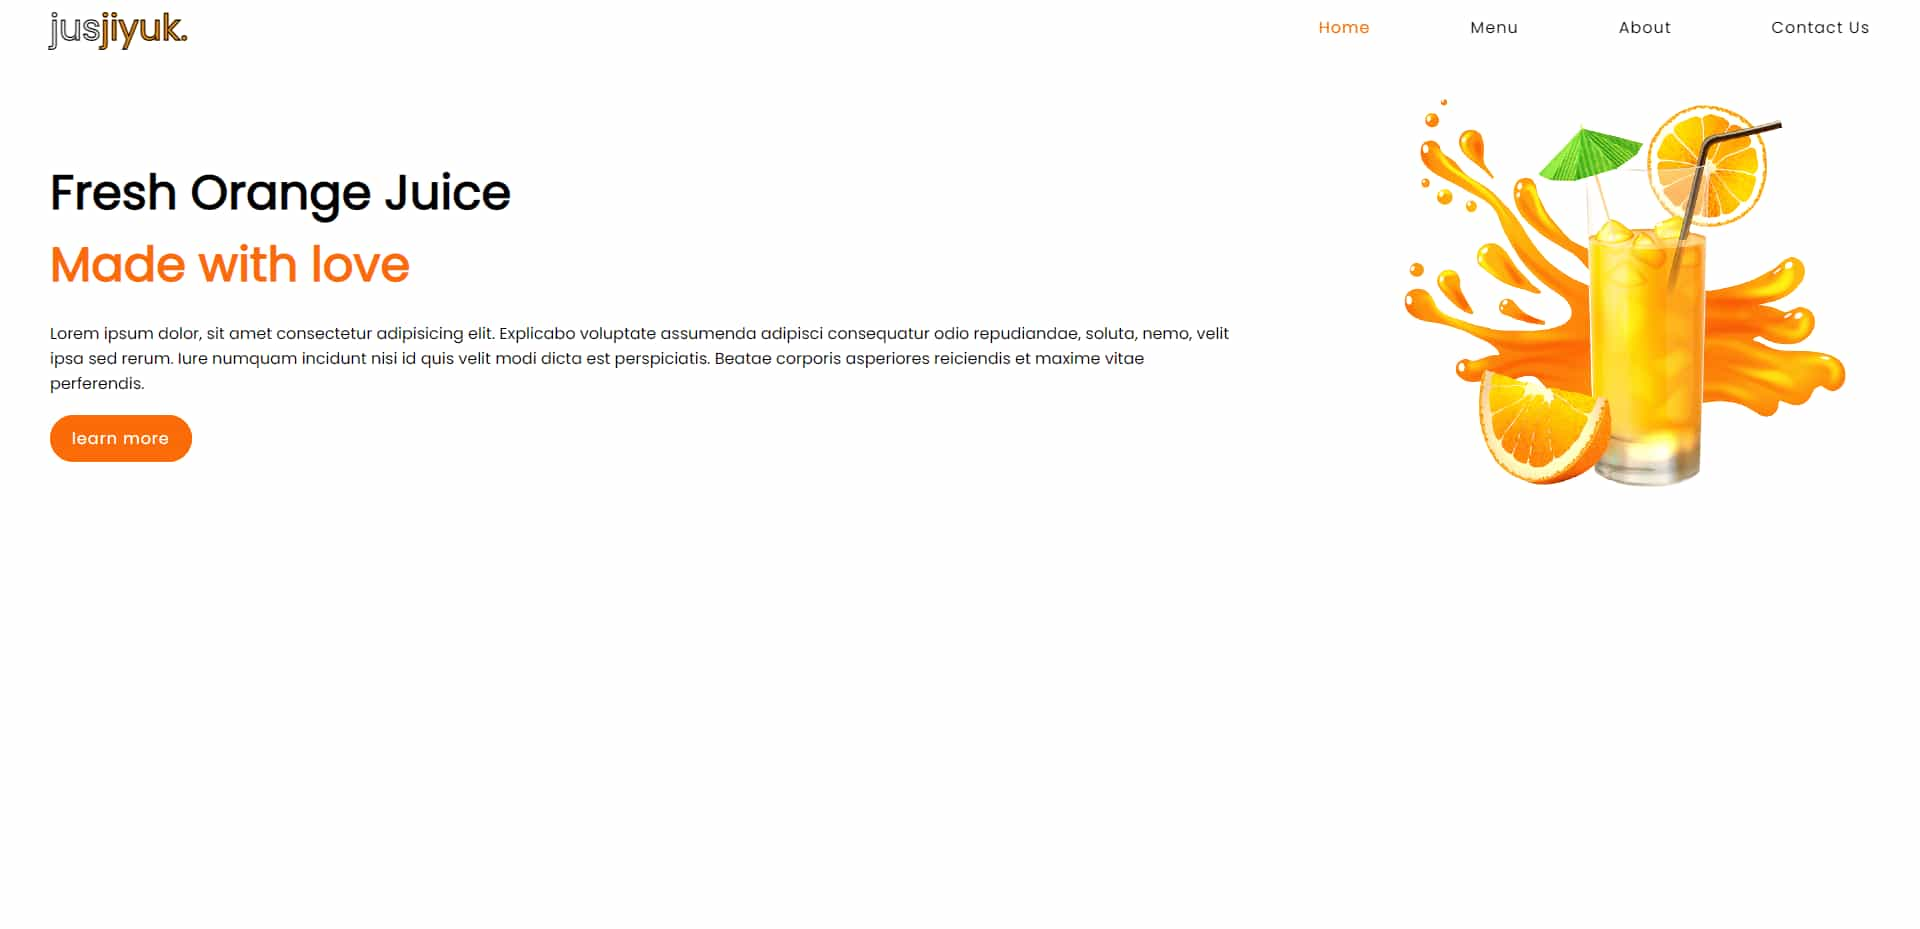 jusjiyuk.
Home Menu About Contact Us
Fresh Orange Juice
Made with love
Lorem ipsum dolor, sit amet consectetur adipisicing elit. Explicabo voluptate assumenda adipisci consequatur odio repudiandae, soluta, nemo, velit
ipsa sed rerum. Iure numquam incidunt nisi id quis velit modi dicta est perspiciatis. Beatae corporis asperiores reiciendis et maxime vitae
perferendis.
learn more